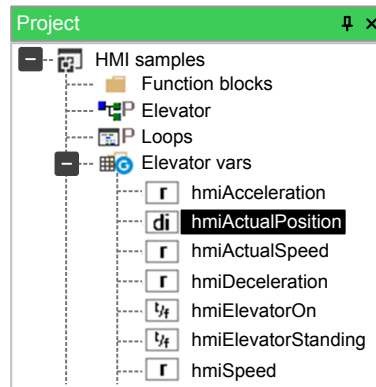 Project
HMI samples
Function blocks
P Elevator
P Loops
Elevator vars
r hmiAcceleration
di hmiActualPosition
r hmiActualSpeed
r hmiDeceleration
t/f hmiElevatorOn
t/f hmiElevatorStanding
r hmiSpeed